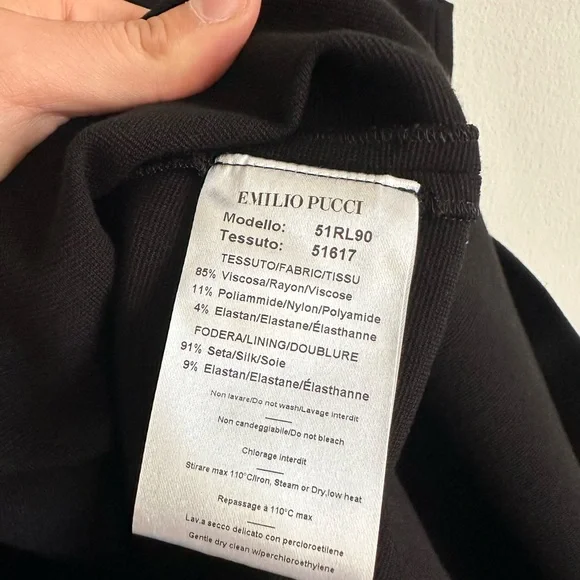 EMILIO PUCCI
Modello: 51RL90
Tessuto: 51617
TESSUTO/FABRIC/TISSU
85% Viscosa/Rayon/Viscose
11% Poliammide/Nylon/Polyamide
4% Elastan/Elastane/Élasthanne
FODERA/LINING/DOUBLURE
91% Seta/Silk/Soie
9% Elastan/Elastane/Élasthanne
Non lavare/Do not wash/Lavage interdit
Non candeggiabile/Do not bleach
Chlorage interdit
Stirare max 110°C/Iron, Steam or Dry,low heat
Repassage à 110°C max
Lav.a secco delicato con percloroetilene
Gentle dry clean w/perchloroethylene